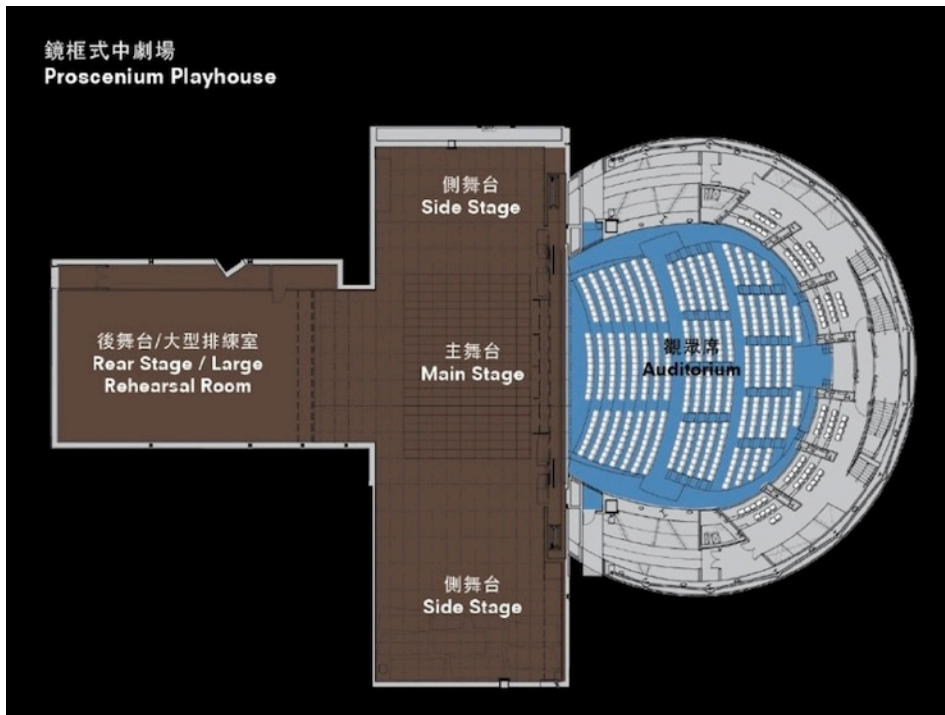 鏡框式中劇場
Proscenium Playhouse
側舞台
Side Stage
後舞台/大型排練室
Rear Stage / Large
Rehearsal Room
主舞台
Main Stage
觀眾席
Auditorium
側舞台
Side Stage